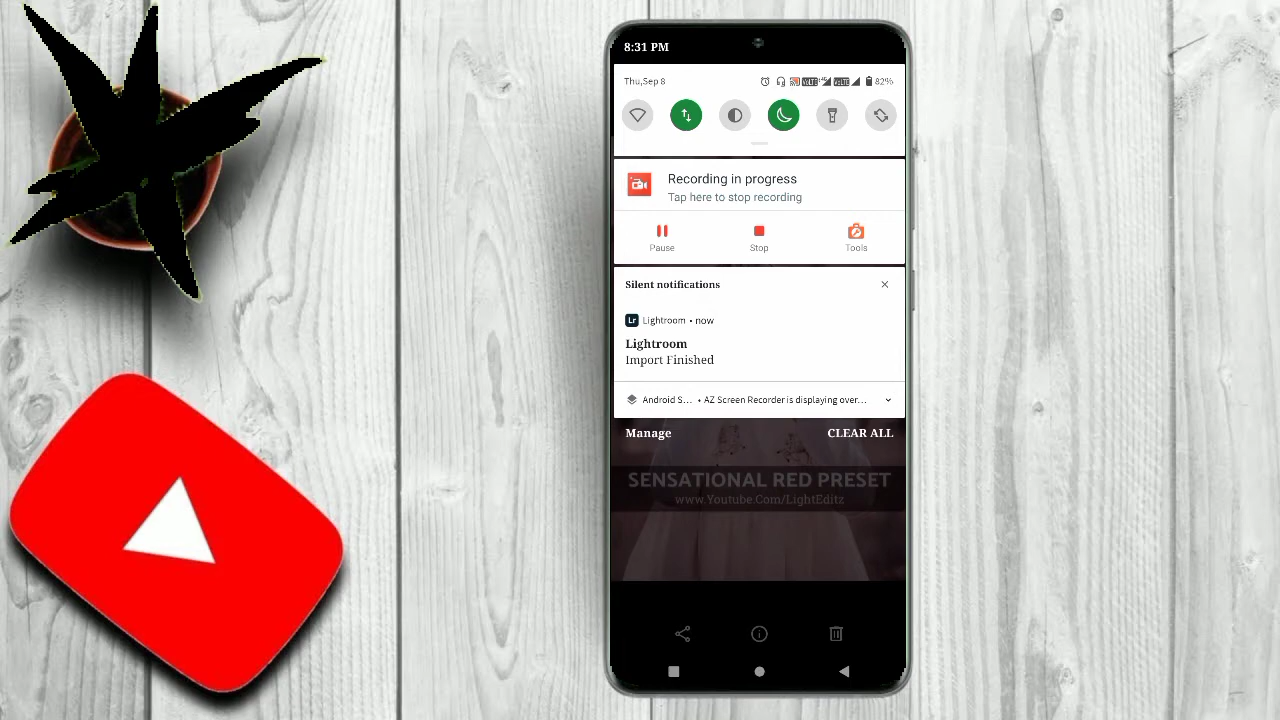 8:31 PM
Thu,Sep 8
82%
Recording in progress
Tap here to stop recording
Pause
Stop
Tools
Silent notifications
Lr Lightroom • now
Lightroom
Import Finished
Android S... • AZ Screen Recorder is displaying over...
Manage
CLEAR ALL
SENSATIONAL RED PRESET
www.Youtube.Com/LightEditz